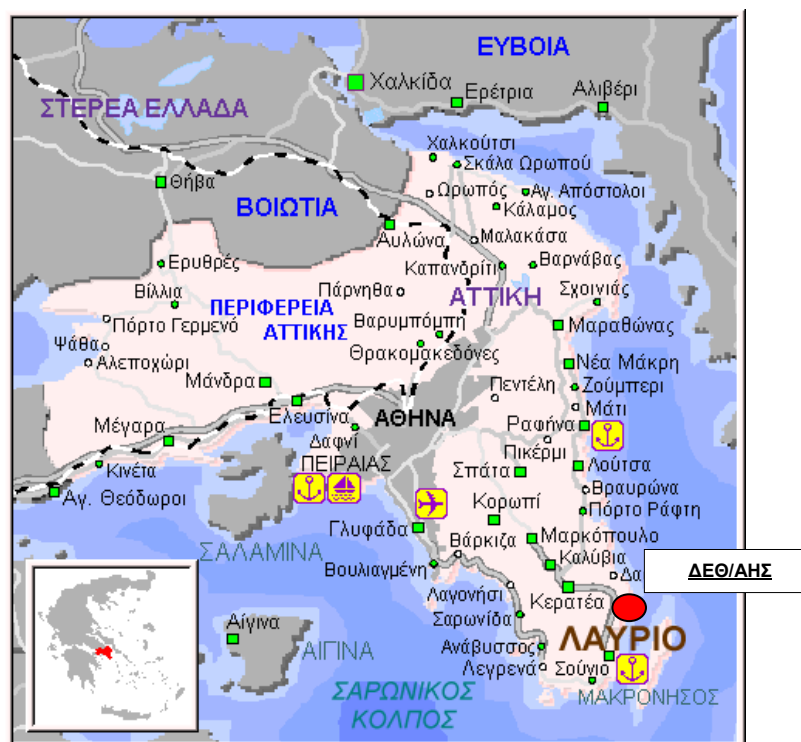 ΕΥΒΟΙΑ
Χαλκίδα
Ερέτρια
Αλιβέρι
ΣΤΕΡΕΑ ΕΛΛΑΔΑ
Χαλκούτσι
Σκάλα Ωρωπού
Θήβα
Ωρωπός
Αγ. Απόστολοι
ΒΟΙΩΤΙΑ
Κάλαμος
Αυλώνα
Μαλακάσα
Ερυθρές
Καπανδρίτι
Βαρνάβας
Βίλλια
Πάρνηθα
ΑΤΤΙΚΗ
Σχοινιάς
ΠΕΡΙΦΕΡΕΙΑ
ΑΤΤΙΚΗΣ
Πόρτο Γερμενό
Βαρυμπόμπη
Μαραθώνας
Ψάθα
Θρακομακεδόνες
Αλεποχώρι
Νέα Μάκρη
Μάνδρα
Πεντέλη
Ζούμπερι
Μάτι
Ελευσίνα
ΑΘΗΝΑ
Μέγαρα
Ραφήνα
Δαφνί
Πικέρμι
Κινέτα
ΠΕΙΡΑΙΑΣ
Σπάτα
Λούτσα
Αγ. Θεόδωροι
Βραυρώνα
Κορωπί
Πόρτο Ράφτη
Γλυφάδα
Μαρκόπουλο
ΣΑΛΑΜΙΝΑ
Βάρκιζα
Καλύβια
Βουλιαγμένη
Δα
ΔΕΘ/ΑΗΣ
Λαγονήσι
Κερατέα
Σαρωνίδα
Αίγινα
ΛΑΥΡΙΟ
ΑΙΓΙΝΑ
Ανάβυσσος
Λεγρενά
Σούνιο
ΣΑΡΩΝΙΚΟΣ
ΚΟΛΠΟΣ
ΜΑΚΡΟΝΗΣΟΣ